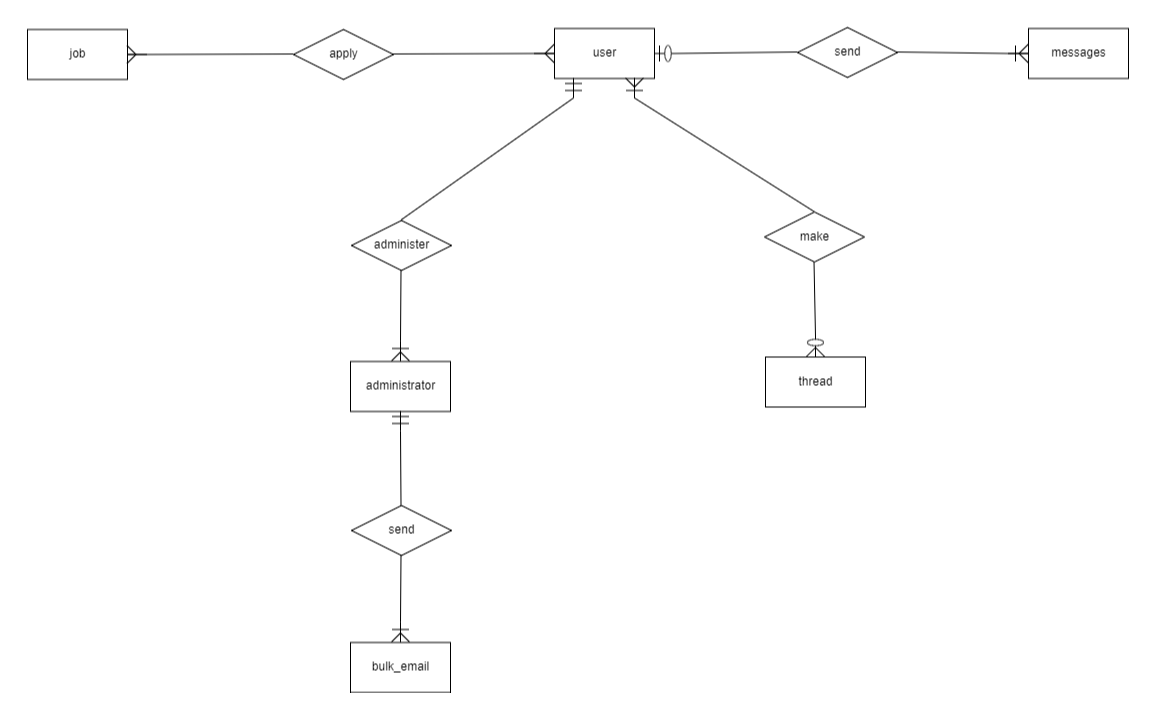 job
apply
user
send
messages
administer
make
administrator
thread
send
bulk_email